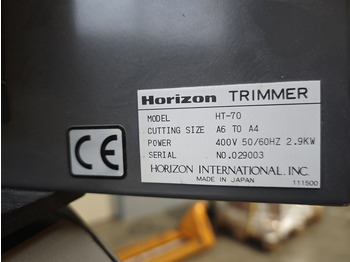 Horizon TRIMMER
MODEL HT-70
CUTTING SIZE A6 TO A4
POWER 400V 50/60HZ 2.9KW
SERIAL NO.029003
HORIZON INTERNATIONAL INC.
MADE IN JAPAN 111500
CE